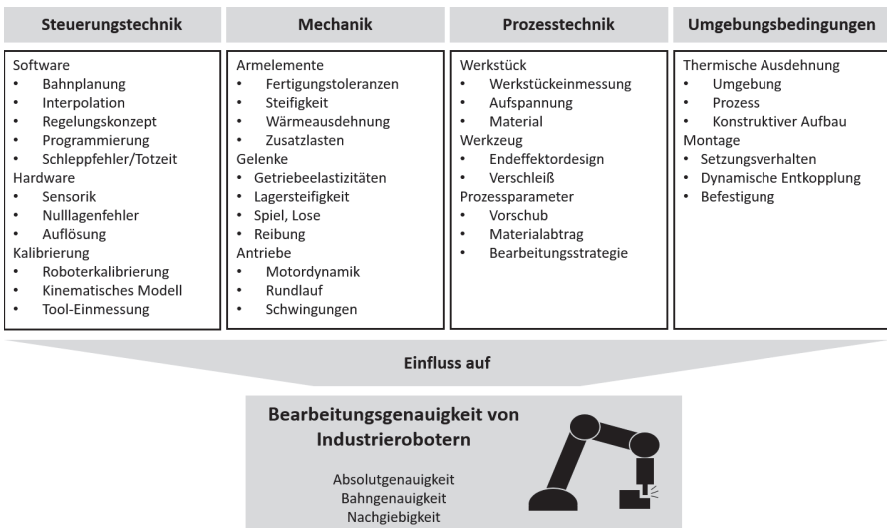 Steuerungstechnik
Software
• Bahnplanung
• Interpolation
• Regelungskonzept
• Programmierung
• Schleppfehler/Totzeit
Hardware
• Sensorik
• Nulllagenfehler
• Auflösung
Kalibrierung
• Roboterkalibrierung
• Kinematisches Modell
• Tool-Einmessung
Mechanik
Armelemente
• Fertigungstoleranzen
• Steifigkeit
• Wärmeausdehnung
• Zusatzlasten
Gelenke
• Getriebeelastizitäten
• Lagersteifigkeit
• Spiel, Lose
• Reibung
Antriebe
• Motordynamik
• Rundlauf
• Schwingungen
Prozesstechnik
Werkstück
• Werkstückeinmessung
• Aufspannung
• Material
Werkzeug
• Endeffektordesign
• Verschleiß
Prozessparameter
• Vorschub
• Materialabtrag
• Bearbeitungsstrategie
Umgebungsbedingungen
Thermische Ausdehnung
• Umgebung
• Prozess
• Konstruktiver Aufbau
Montage
• Setzungsverhalten
• Dynamische Entkopplung
• Befestigung
Einfluss auf
Bearbeitungsgenauigkeit von
Industrierobotern
Absolutgenauigkeit
Bahngenauigkeit
Nachgiebigkeit